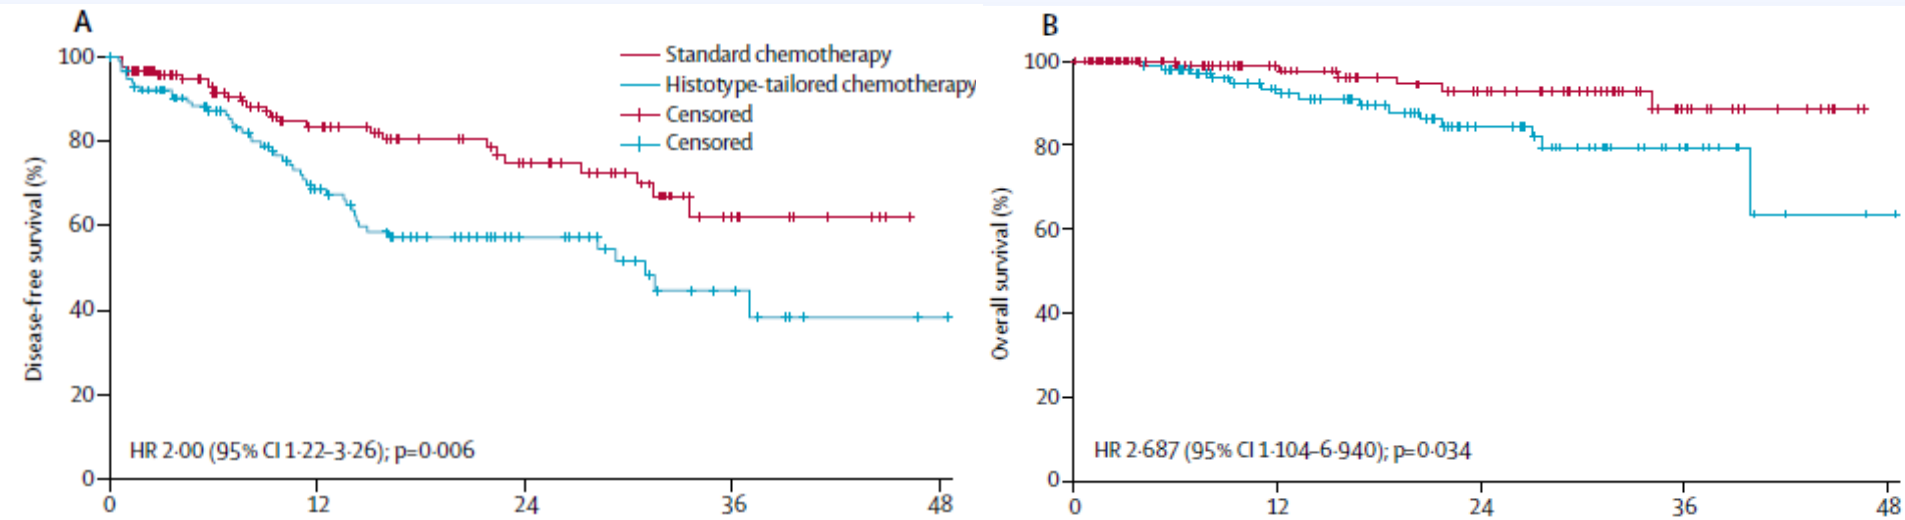 A
Standard chemotherapy
Histotype-tailored chemotherapy
Censored
Censored
100
80
60
40
20
0
Disease-free survival (%)
HR 2·00 (95% CI 1·22–3·26); p=0·006
0 12 24 36 48
B
100
80
60
40
20
0
Overall survival (%)
HR 2·687 (95% CI 1·104–6·940); p=0·034
0 12 24 36 48